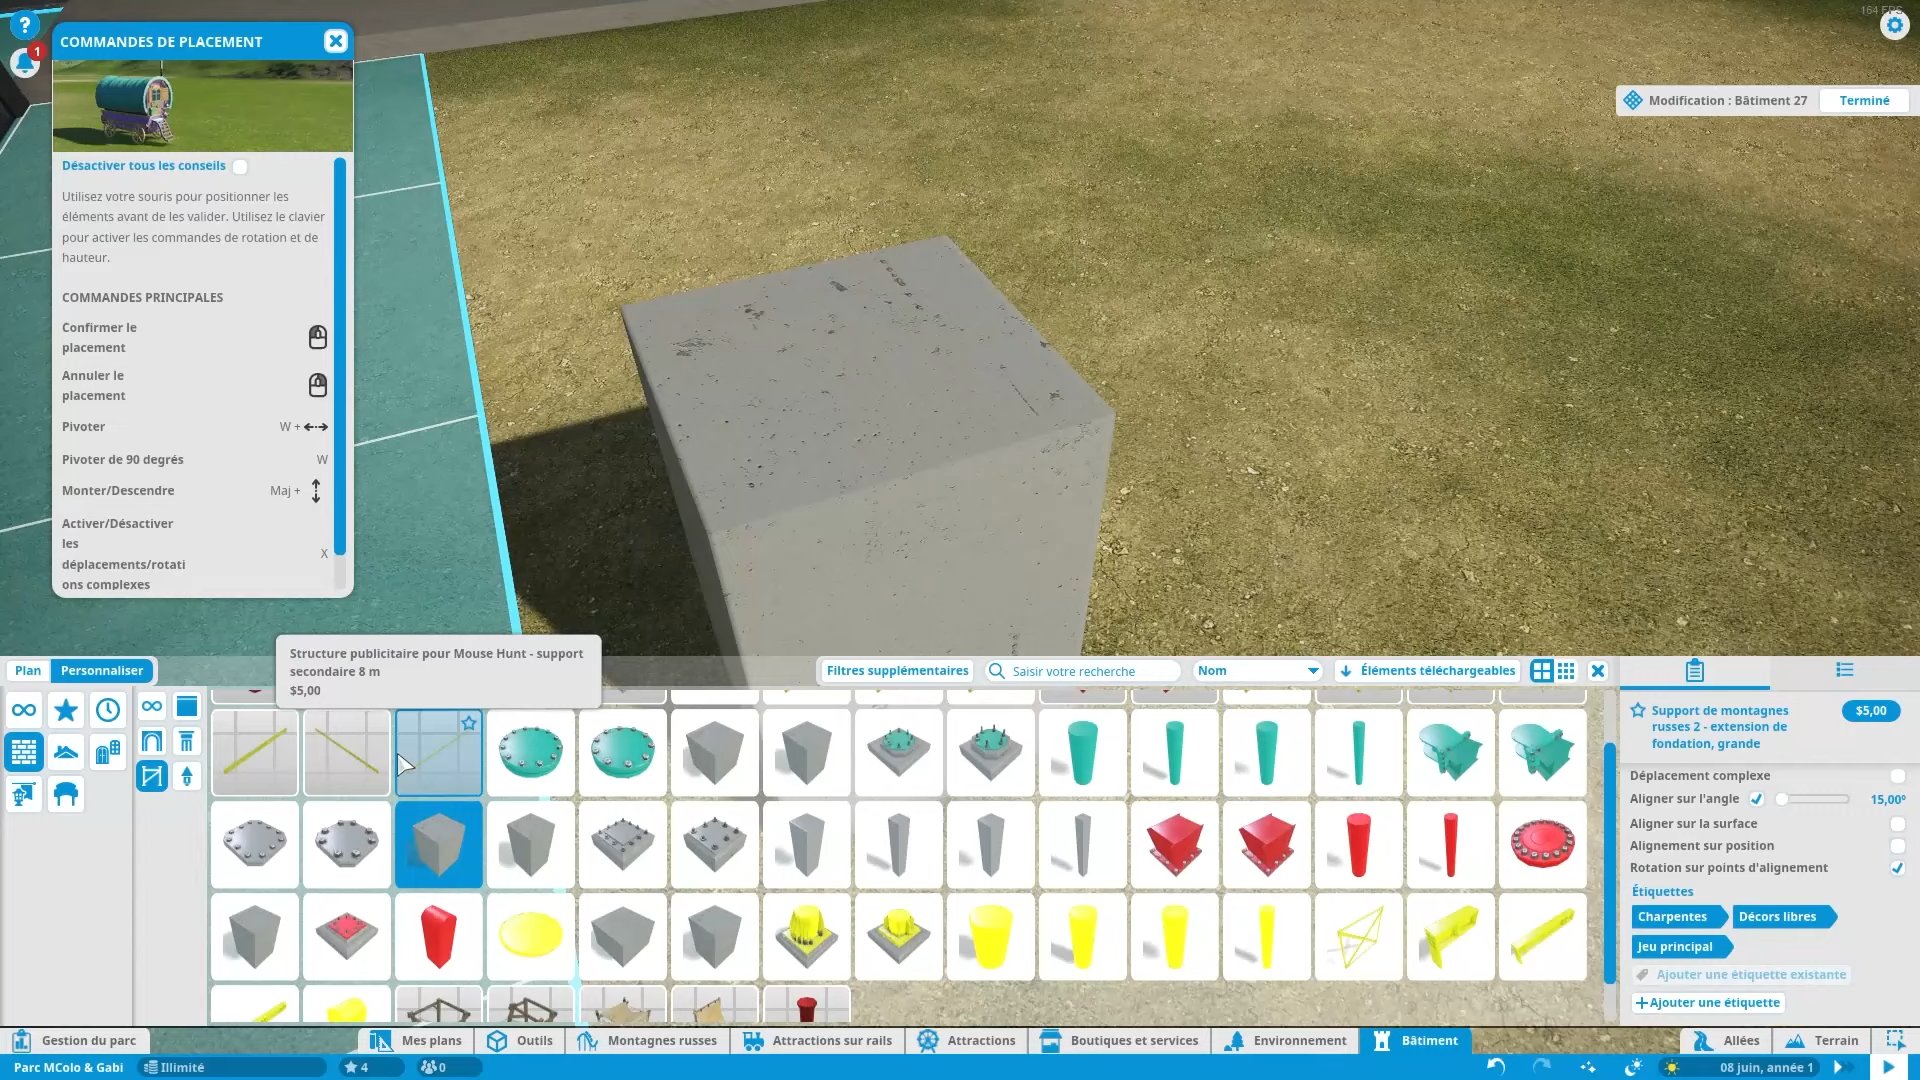 164 FPS
?
1
COMMANDES DE PLACEMENT
Désactiver tous les conseils
Utilisez votre souris pour positionner les
éléments avant de les valider. Utilisez le clavier
pour activer les commandes de rotation et de
hauteur.
COMMANDES PRINCIPALES
Confirmer le
placement
Annuler le
placement
Pivoter W +
Pivoter de 90 degrés W
Monter/Descendre Maj +
Activer/Désactiver
les
déplacements/rotati
ons complexes
X
Modification : Bâtiment 27
Terminé
Structure publicitaire pour Mouse Hunt - support
secondaire 8 m
$5,00
Plan
Personnaliser
Filtres supplémentaires
Saisir votre recherche
Nom
Éléments téléchargeables
Support de montagnes
russes 2 - extension de
fondation, grande
$5,00
Déplacement complexe
Aligner sur l'angle 15,00°
Aligner sur la surface
Alignement sur position
Rotation sur points d'alignement
Étiquettes
Charpentes
Décors libres
Jeu principal
Ajouter une étiquette existante
+Ajouter une étiquette
Gestion du parc
Mes plans
Outils
Montagnes russes
Attractions sur rails
Attractions
Boutiques et services
Environnement
Bâtiment
Allées
Terrain
Parc MColo & Gabi
Illimité
4
0
08 juin, année 1